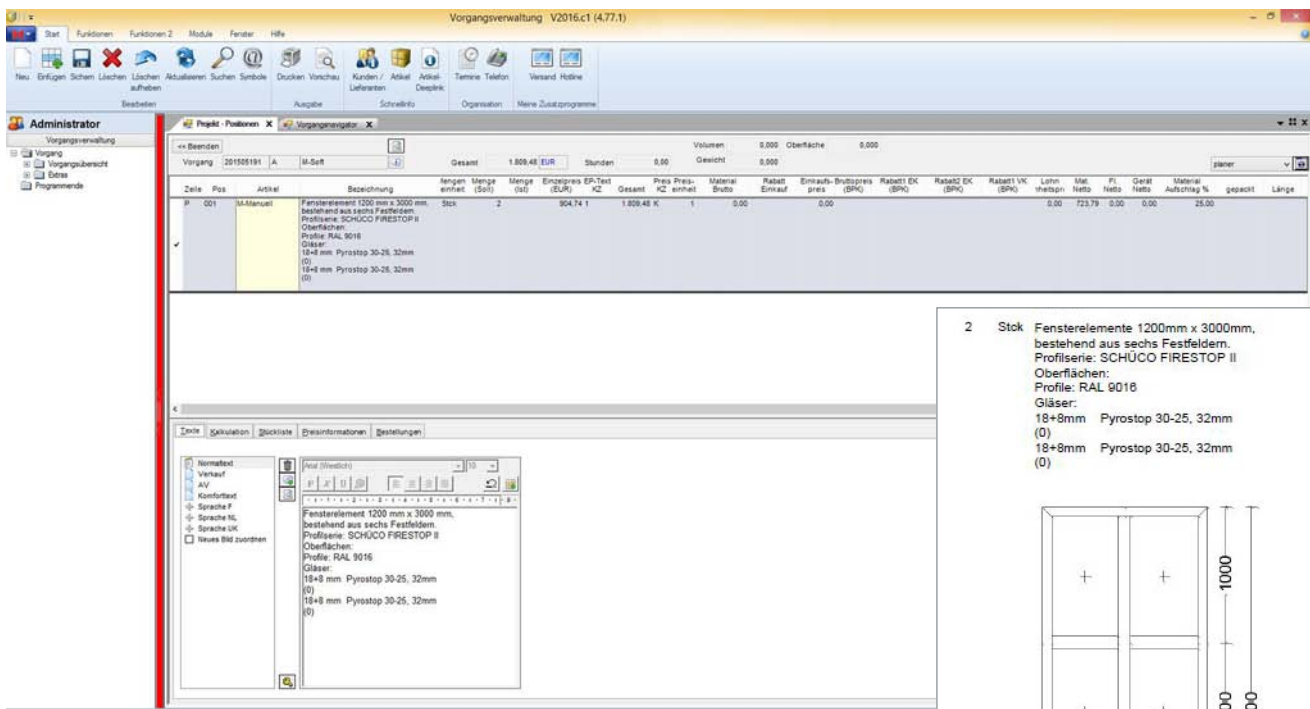 Vorgangsverwaltung V2016.c1 (4.77.1)
Start Funktionen Funktionen 2 Module Fenster Hilfe
Neu Einfügen Sichern Löschen Löschen aufheben Aktualisieren Suchen Symbole Drucken Vorschau Kunden / Lieferanten Artikel Artikel-Deeplink Termine Telefon Versand Hotline
Bearbeiten Ausgabe Schnellinfo Organisation Meine Zusatzprogramme
Administrator
Vorgangsverwaltung
Vorgang
Vorgangsübersicht
Extras
Programmende
Projekt - Positionen X Vorgangsnavigator X
<< Beenden
Volumen 0,000 Oberfläche 0,000
Vorgang 201505191 A M-Soft Gesamt 1.809,48 EUR Stunden 0,00 Gewicht 0,000
planer
Zeile Pos Artikel Bezeichnung Menge (Soll) Menge (Ist) Einzelpreis (EUR) EP-Text KZ Gesamt Preis KZ Preis-einheit Material Brutto Rabatt Einkauf Einkaufs-preis Bruttopreis (BPK) Rabatt1 EK (BPK) Rabatt2 EK (BPK) Rabatt1 VK (BPK) Lohn Mat. Netto Fl. Netto Gerät Netto Material Aufschlag % gepackt Länge
P 001 M-Manuell Fensterelement 1200 mm x 3000 mm, Stck 2 904,74 1 1.809,48 K 1 0,00 0,00 0,00 723,79 0,00 0,00 25,00
bestehend aus sechs Festfeldern.
Profilserie: SCHÜCO FIRESTOP II
Oberflächen:
Profile: RAL 9016
Gläser:
18+8 mm Pyrostop 30-25, 32mm
(0)
18+8 mm Pyrostop 30-25, 32mm
(0)
Texte Kalkulation Stückliste Preisinformationen Bestellungen
Normaltext
Verkauf
AV
Komforttext
Sprache F
Sprache NL
Sprache UK
Neues Bild zuordnen
Arial (Westlich) 10
Fensterelement 1200 mm x 3000 mm,
bestehend aus sechs Festfeldern.
Profilserie: SCHÜCO FIRESTOP II
Oberflächen:
Profile: RAL 9016
Gläser:
18+8 mm Pyrostop 30-25, 32mm
(0)
18+8 mm Pyrostop 30-25, 32mm
(0)
2 Stck Fensterelemente 1200mm x 3000mm,
bestehend aus sechs Festfeldern.
Profilserie: SCHÜCO FIRESTOP II
Oberflächen:
Profile: RAL 9016
Gläser:
18+8mm Pyrostop 30-25, 32mm
(0)
18+8mm Pyrostop 30-25, 32mm
(0)
1000